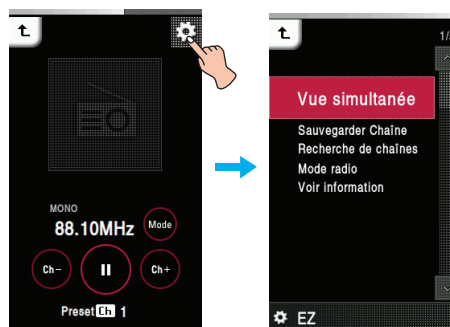 MONO
88.10MHz
Mode
Ch−
Ch+
Preset Ch 1
1/
Vue simultanée
Sauvegarder Chaîne
Recherche de chaînes
Mode radio
Voir information
EZ